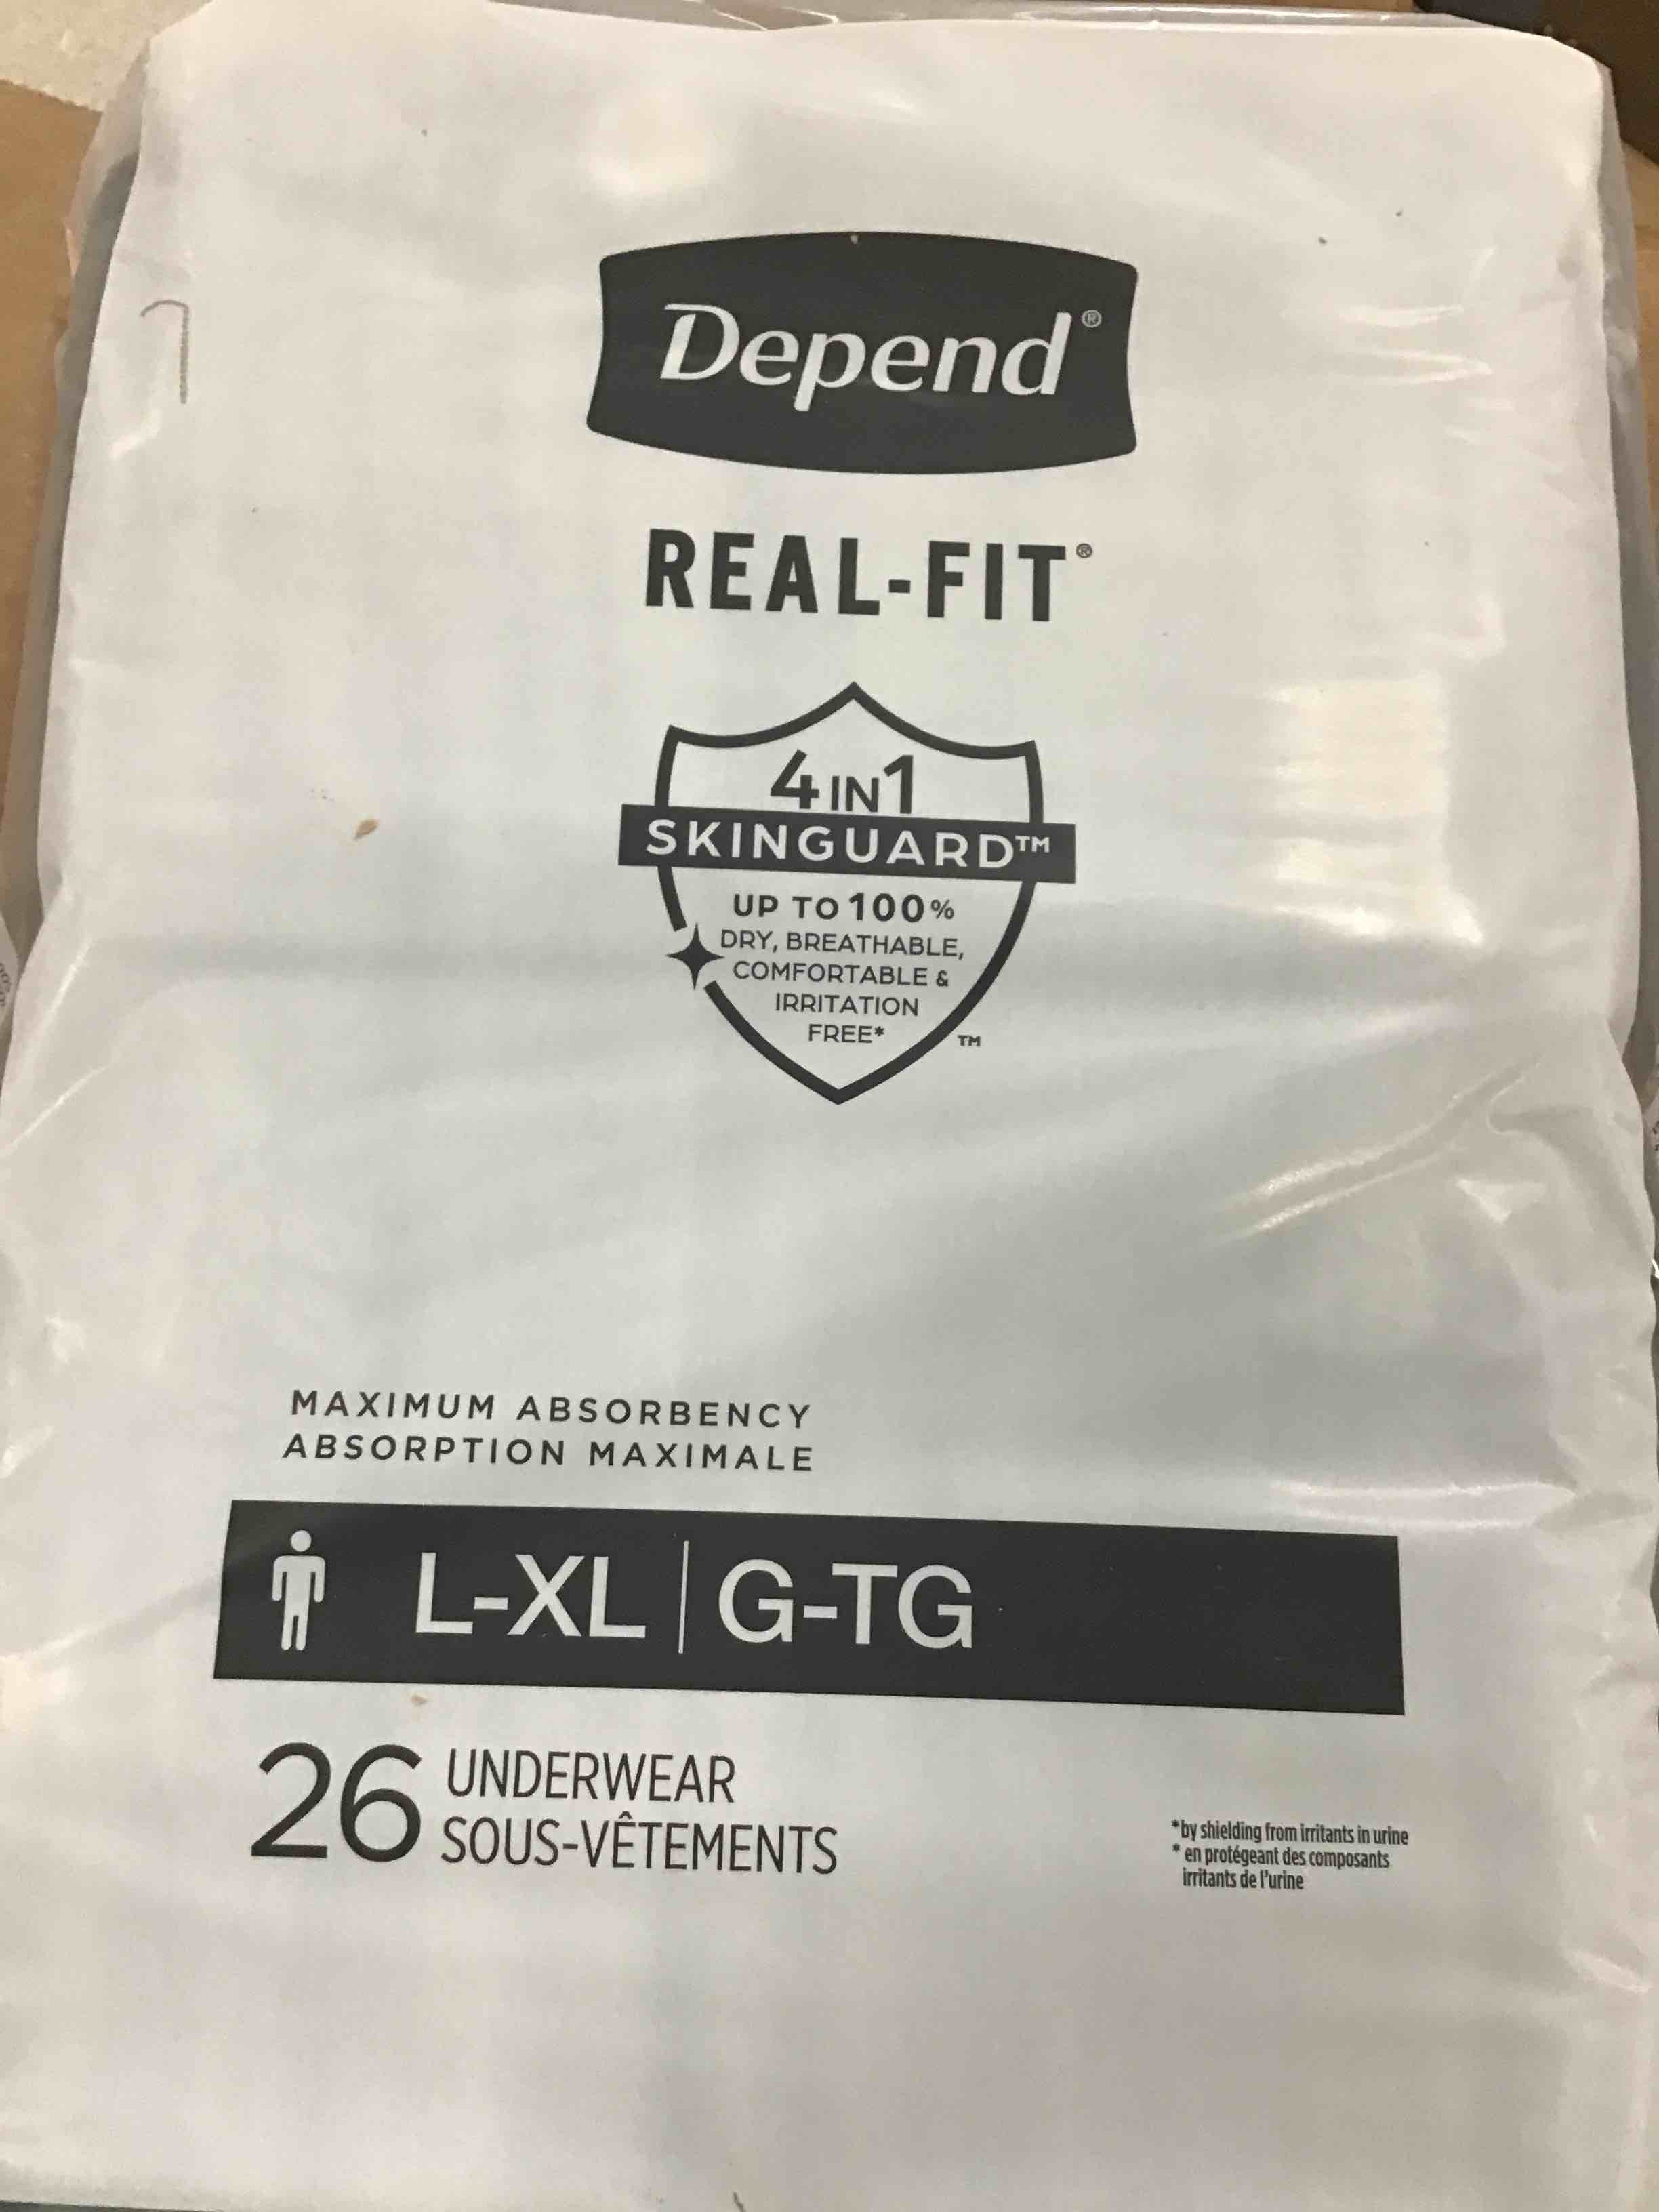 Depend®
REAL-FIT®
4 IN 1
SKINGUARD™
UP TO 100%
DRY, BREATHABLE,
COMFORTABLE &
IRRITATION
FREE*
™
MAXIMUM ABSORBENCY
ABSORPTION MAXIMALE
L-XL | G-TG
26 UNDERWEAR
SOUS-VÊTEMENTS
*by shielding from irritants in urine
* en protégeant des composants
irritants de l'urine